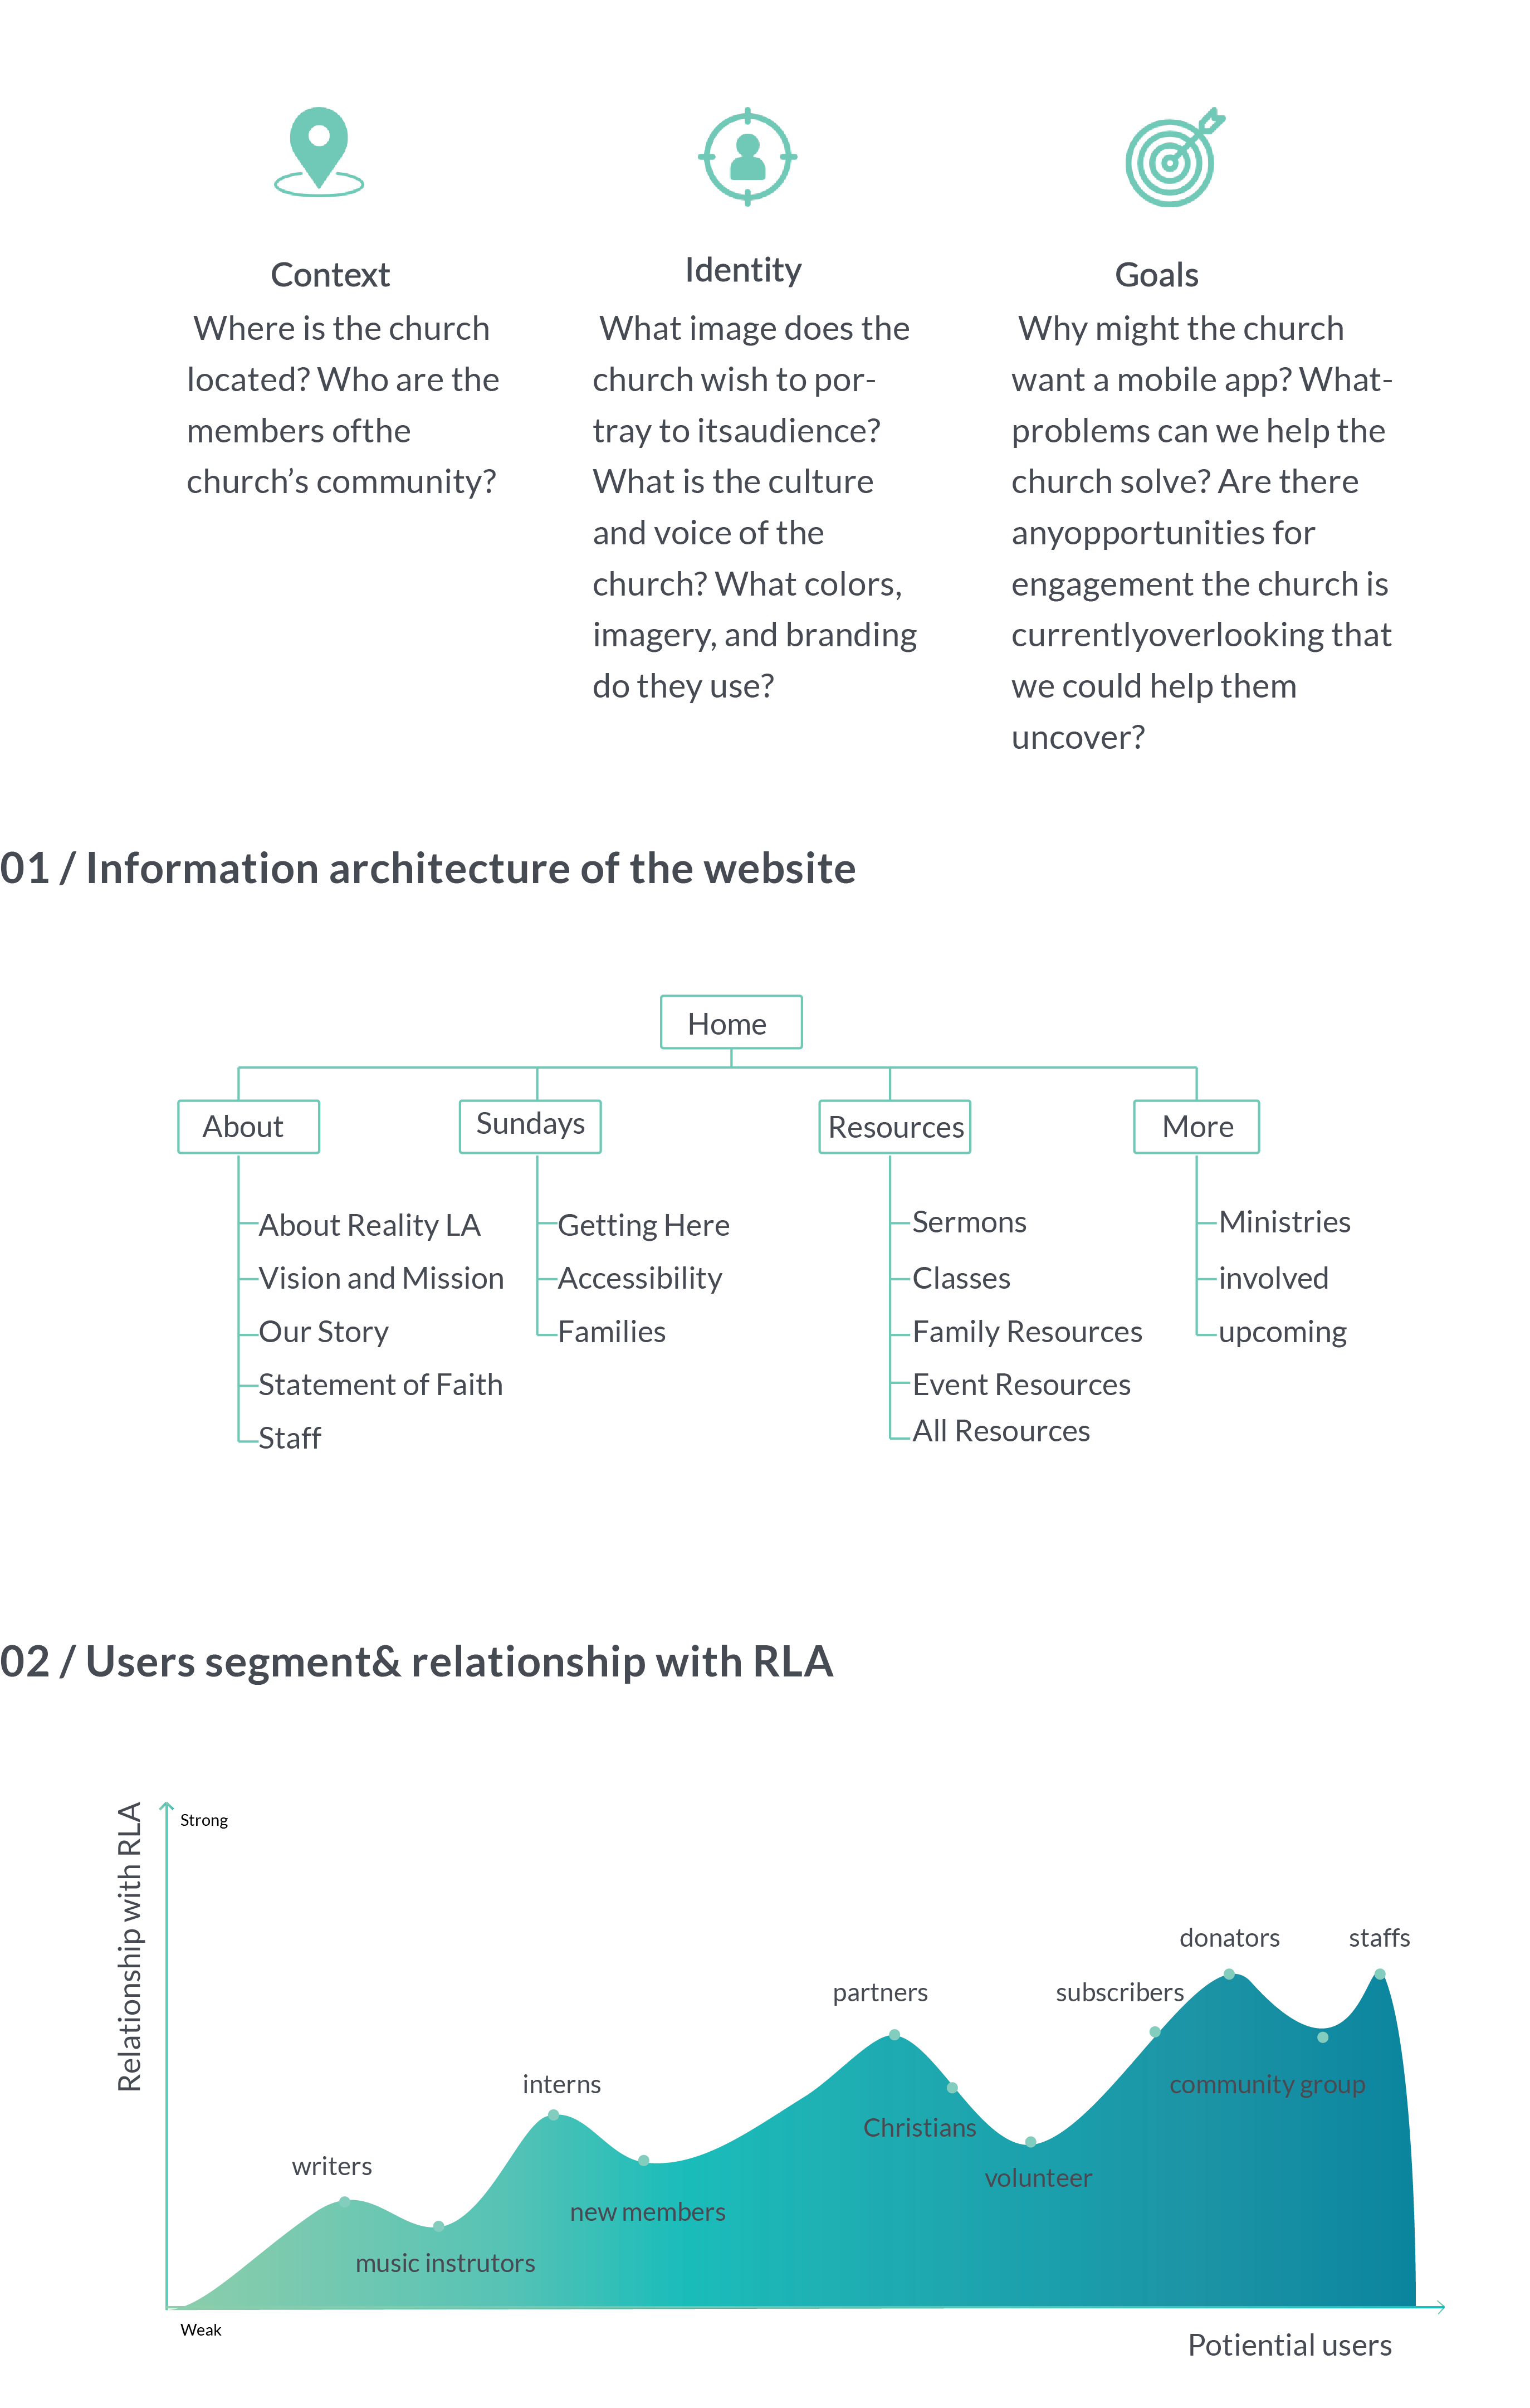 Context
Where is the church
located? Who are the
members ofthe
church’s community?
Identity
What image does the
church wish to por-
tray to itsaudience?
What is the culture
and voice of the
church? What colors,
imagery, and branding
do they use?
Goals
Why might the church
want a mobile app? What-
problems can we help the
church solve? Are there
anyopportunities for
engagement the church is
currentlyoverlooking that
we could help them
uncover?
01 / Information architecture of the website
Home
About
Sundays
Resources
More
About Reality LA
Vision and Mission
Our Story
Statement of Faith
Staff
Getting Here
Accessibility
Families
Sermons
Classes
Family Resources
Event Resources
All Resources
Ministries
involved
upcoming
02 / Users segment& relationship with RLA
Relationship with RLA
Strong
writers
music instrutors
interns
new members
partners
Christians
volunteer
subscribers
donators
community group
staffs
Weak
Potiential users